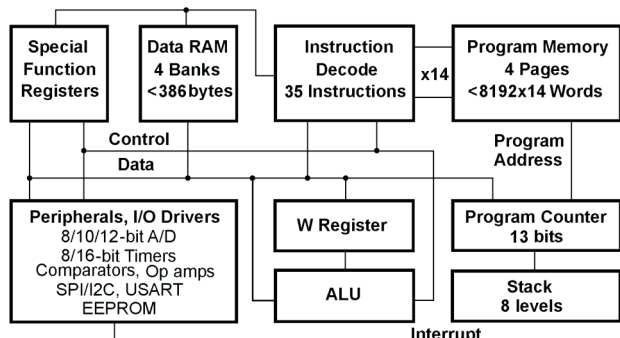 Special
Function
Registers
Data RAM
4 Banks
<386bytes
Instruction
Decode
35 Instructions
x14
Program Memory
4 Pages
<8192x14 Words
Control
Data
Program
Address
Peripherals, I/O Drivers
8/10/12-bit A/D
8/16-bit Timers
Comparators, Op amps
SPI/I2C, USART
EEPROM
W Register
ALU
Program Counter
13 bits
Stack
8 levels
Interrupt